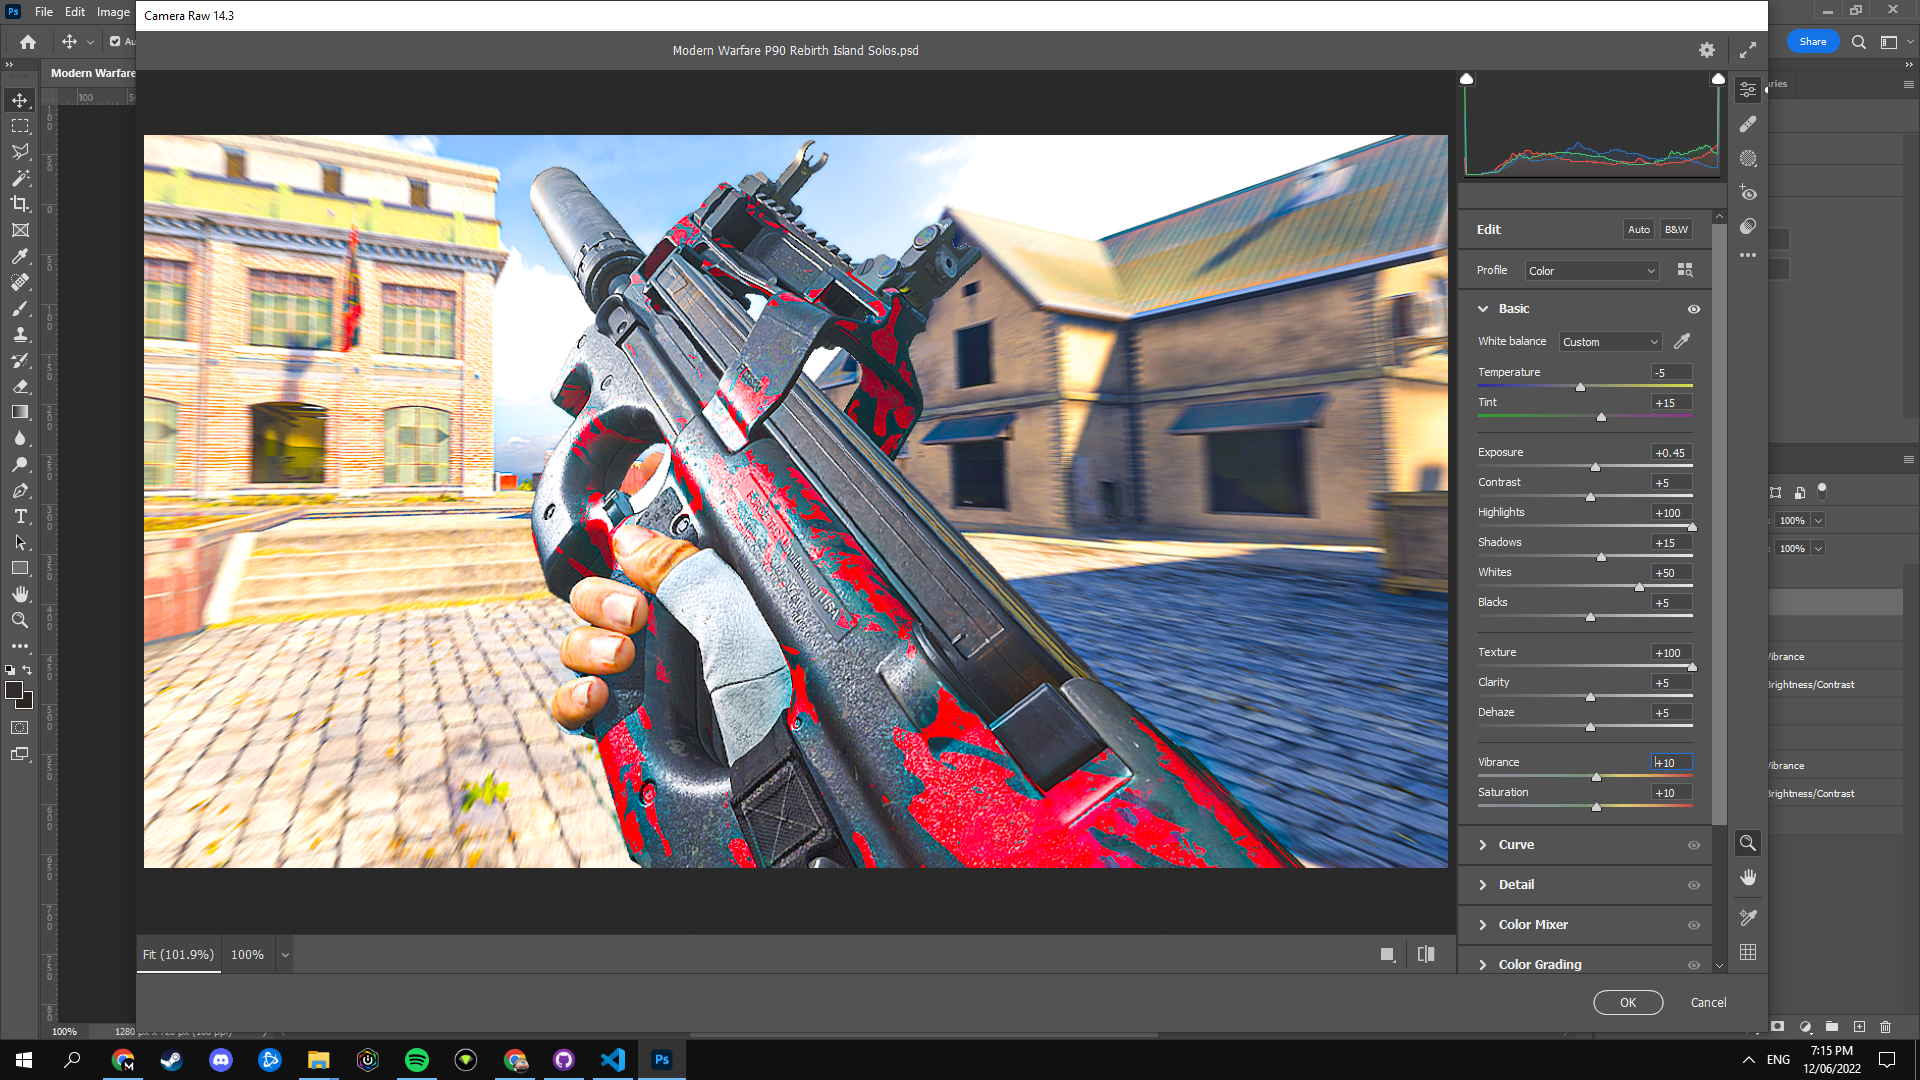 Ps File Edit Image
Camera Raw 14.3
Modern Warfare P90 Rebirth Island Solos.psd
Share
Modern Warfare
Edit
Auto B&W
Profile Color
Basic
White balance Custom
Temperature -5
Tint +15
Exposure +0.45
Contrast +5
Highlights +100
Shadows +15
Whites +50
Blacks +5
Texture +100
Clarity +5
Dehaze +5
Vibrance +10
Saturation +10
Curve
Detail
Color Mixer
Color Grading
100%
100%
Vibrance
Brightness/Contrast
Vibrance
Brightness/Contrast
Fit (101.9%) 100%
OK Cancel
100%
ENG
7:15 PM
12/06/2022
Ps